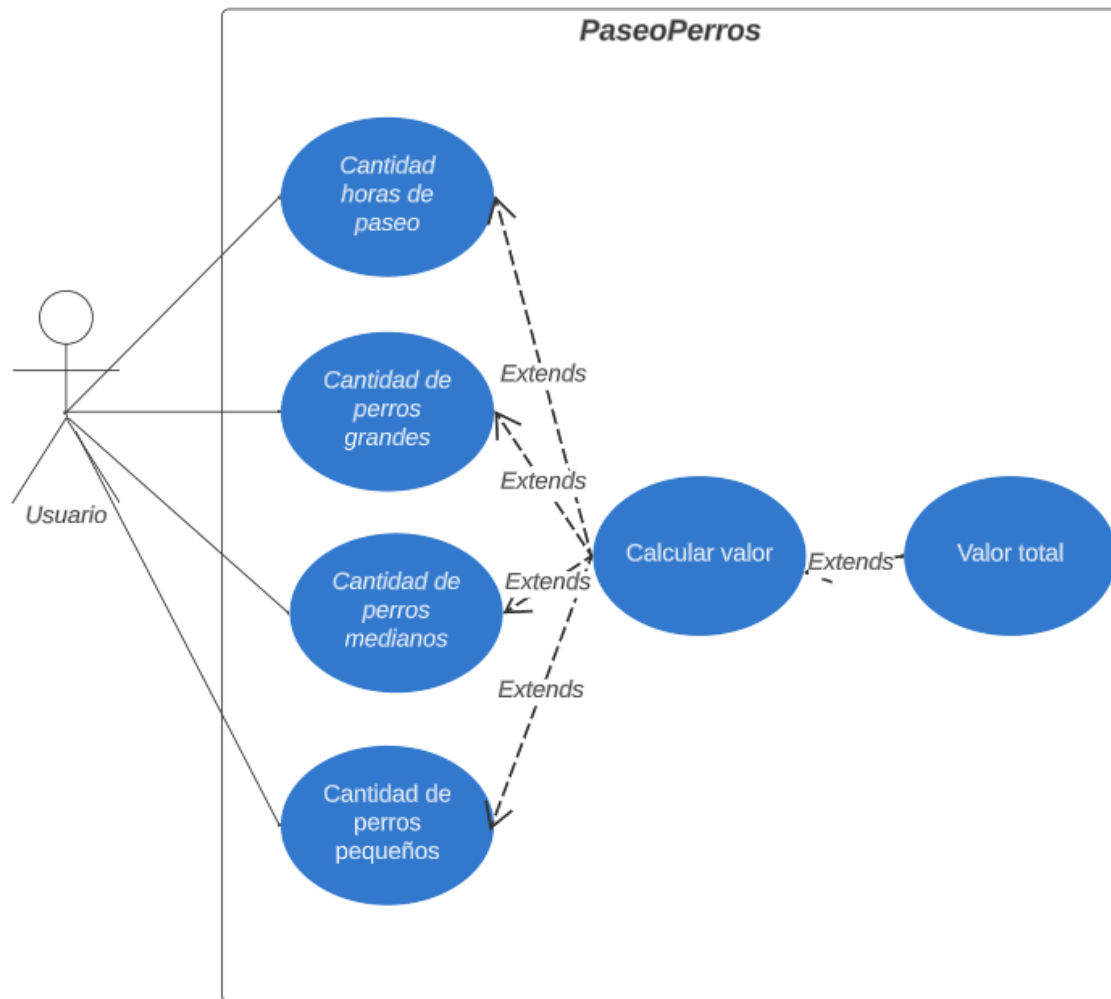 PaseoPerros
Cantidad
horas de
paseo
Extends
Cantidad de
perros
grandes
Extends
Usuario
Calcular valor
Extends
Valor total
Cantidad de
perros
medianos
Extends
Extends
Cantidad de
perros
pequeños